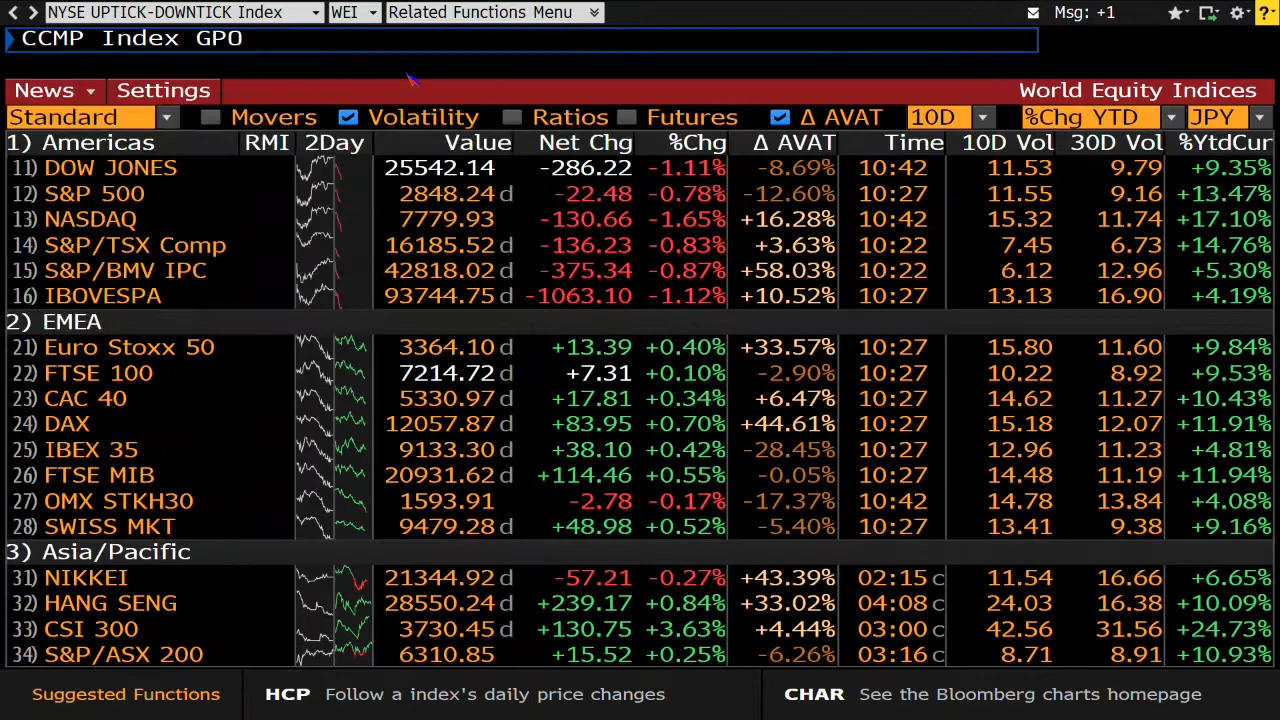 NYSE UPTICK-DOWNTICK Index WEI Related Functions Menu Msg: +1 ?
CCMP Index GPO
News Settings World Equity Indices
Standard Movers Volatility Ratios Futures Δ AVAT 10D %Chg YTD JPY
1) Americas RMI 2Day Value Net Chg %Chg Δ AVAT Time 10D Vol 30D Vol %YtdCur
11) DOW JONES 25542.14 -286.22 -1.11% -8.69% 10:42 11.53 9.79 +9.35%
12) S&P 500 2848.24 d -22.48 -0.78% -12.60% 10:27 11.55 9.16 +13.47%
13) NASDAQ 7779.93 -130.66 -1.65% +16.28% 10:42 15.32 11.74 +17.10%
14) S&P/TSX Comp 16185.52 d -136.23 -0.83% +3.63% 10:22 7.45 6.73 +14.76%
15) S&P/BMV IPC 42818.02 d -375.34 -0.87% +58.03% 10:22 6.12 12.96 +5.30%
16) IBOVESPA 93744.75 d -1063.10 -1.12% +10.52% 10:27 13.13 16.90 +4.19%
2) EMEA
21) Euro Stoxx 50 3364.10 d +13.39 +0.40% +33.57% 10:27 15.80 11.60 +9.84%
22) FTSE 100 7214.72 d +7.31 +0.10% -2.90% 10:27 10.22 8.92 +9.53%
23) CAC 40 5330.97 d +17.81 +0.34% +6.47% 10:27 14.62 11.27 +10.43%
24) DAX 12057.87 d +83.95 +0.70% +44.61% 10:27 15.18 12.07 +11.91%
25) IBEX 35 9133.30 d +38.10 +0.42% -28.45% 10:27 12.96 11.23 +4.81%
26) FTSE MIB 20931.62 d +114.46 +0.55% -0.05% 10:27 14.48 11.19 +11.94%
27) OMX STKH30 1593.91 -2.78 -0.17% -17.37% 10:42 14.78 13.84 +4.08%
28) SWISS MKT 9479.28 d +48.98 +0.52% -5.40% 10:27 13.41 9.38 +9.16%
3) Asia/Pacific
31) NIKKEI 21344.92 d -57.21 -0.27% +43.39% 02:15 c 11.54 16.66 +6.65%
32) HANG SENG 28550.24 d +239.17 +0.84% +33.02% 04:08 c 24.03 16.38 +10.09%
33) CSI 300 3730.45 d +130.75 +3.63% +4.44% 03:00 c 42.56 31.56 +24.73%
34) S&P/ASX 200 6310.85 +15.52 +0.25% -6.26% 03:16 c 8.71 8.91 +10.93%
Suggested Functions HCP Follow a index's daily price changes CHAR See the Bloomberg charts homepage